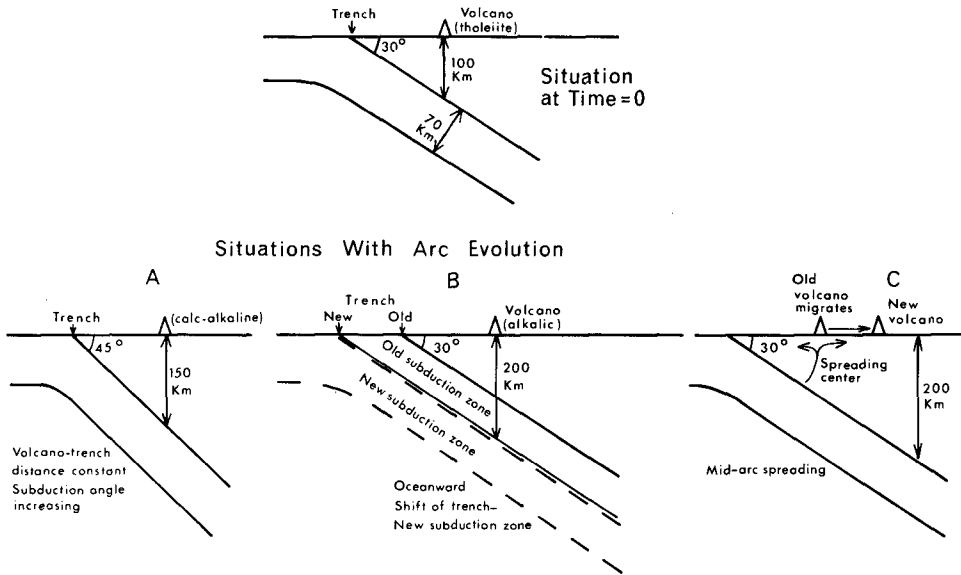 Trench
Volcano
(tholeiite)
30°
100
Km
70
Km
Situation
at Time=0
Situations With Arc Evolution
A
Trench
(calc-alkaline)
45°
150
Km
Volcano-trench
distance constant
Subduction angle
increasing
B
Trench
New
Old
Volcano
(alkalic)
30°
Old subduction zone
200
Km
New subduction zone
Oceanward
Shift of trench–
New subduction zone
C
Old
volcano
migrates
New
volcano
30°
Spreading
center
200
Km
Mid-arc spreading